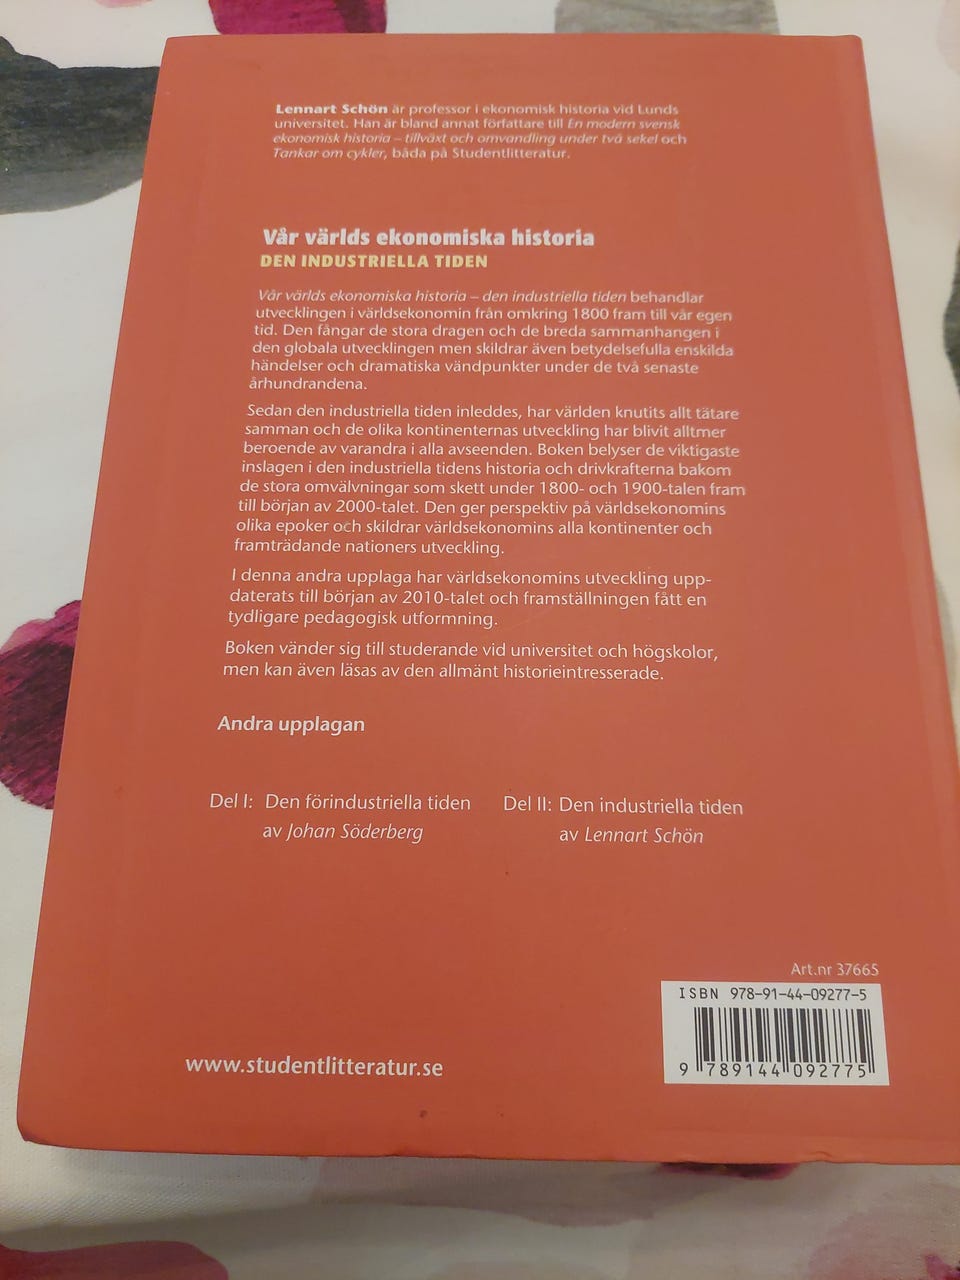 Lennart Schön är professor i ekonomisk historia vid Lunds
universitet. Han är bland annat författare till En modern svensk
ekonomisk historia – tillväxt och omvandling under två sekel och
Tankar om cykler, båda på Studentlitteratur.
Vår världs ekonomiska historia
DEN INDUSTRIELLA TIDEN
Vår världs ekonomiska historia – den industriella tiden behandlar
utvecklingen i världsekonomin från omkring 1800 fram till vår egen
tid. Den fångar de stora dragen och de breda sammanhangen i
den globala utvecklingen men skildrar även betydelsefulla enskilda
händelser och dramatiska vändpunkter under de två senaste
århundrandena.
Sedan den industriella tiden inleddes, har världen knutits allt tätare
samman och de olika kontinenternas utveckling har blivit alltmer
beroende av varandra i alla avseenden. Boken belyser de viktigaste
inslagen i den industriella tidens historia och drivkrafterna bakom
de stora omvälvningar som skett under 1800- och 1900-talen fram
till början av 2000-talet. Den ger perspektiv på världsekonomins
olika epoker och skildrar världsekonomins alla kontinenter och
framträdande nationers utveckling.
I denna andra upplaga har världsekonomins utveckling upp-
daterats till början av 2010-talet och framställningen fått en
tydligare pedagogisk utformning.
Boken vänder sig till studerande vid universitet och högskolor,
men kan även läsas av den allmänt historieintresserade.
Andra upplagan
Del I: Den förindustriella tiden
av Johan Söderberg
Del II: Den industriella tiden
av Lennart Schön
Art.nr 37665
ISBN 978-91-44-09277-5
9 789144 092775
www.studentlitteratur.se